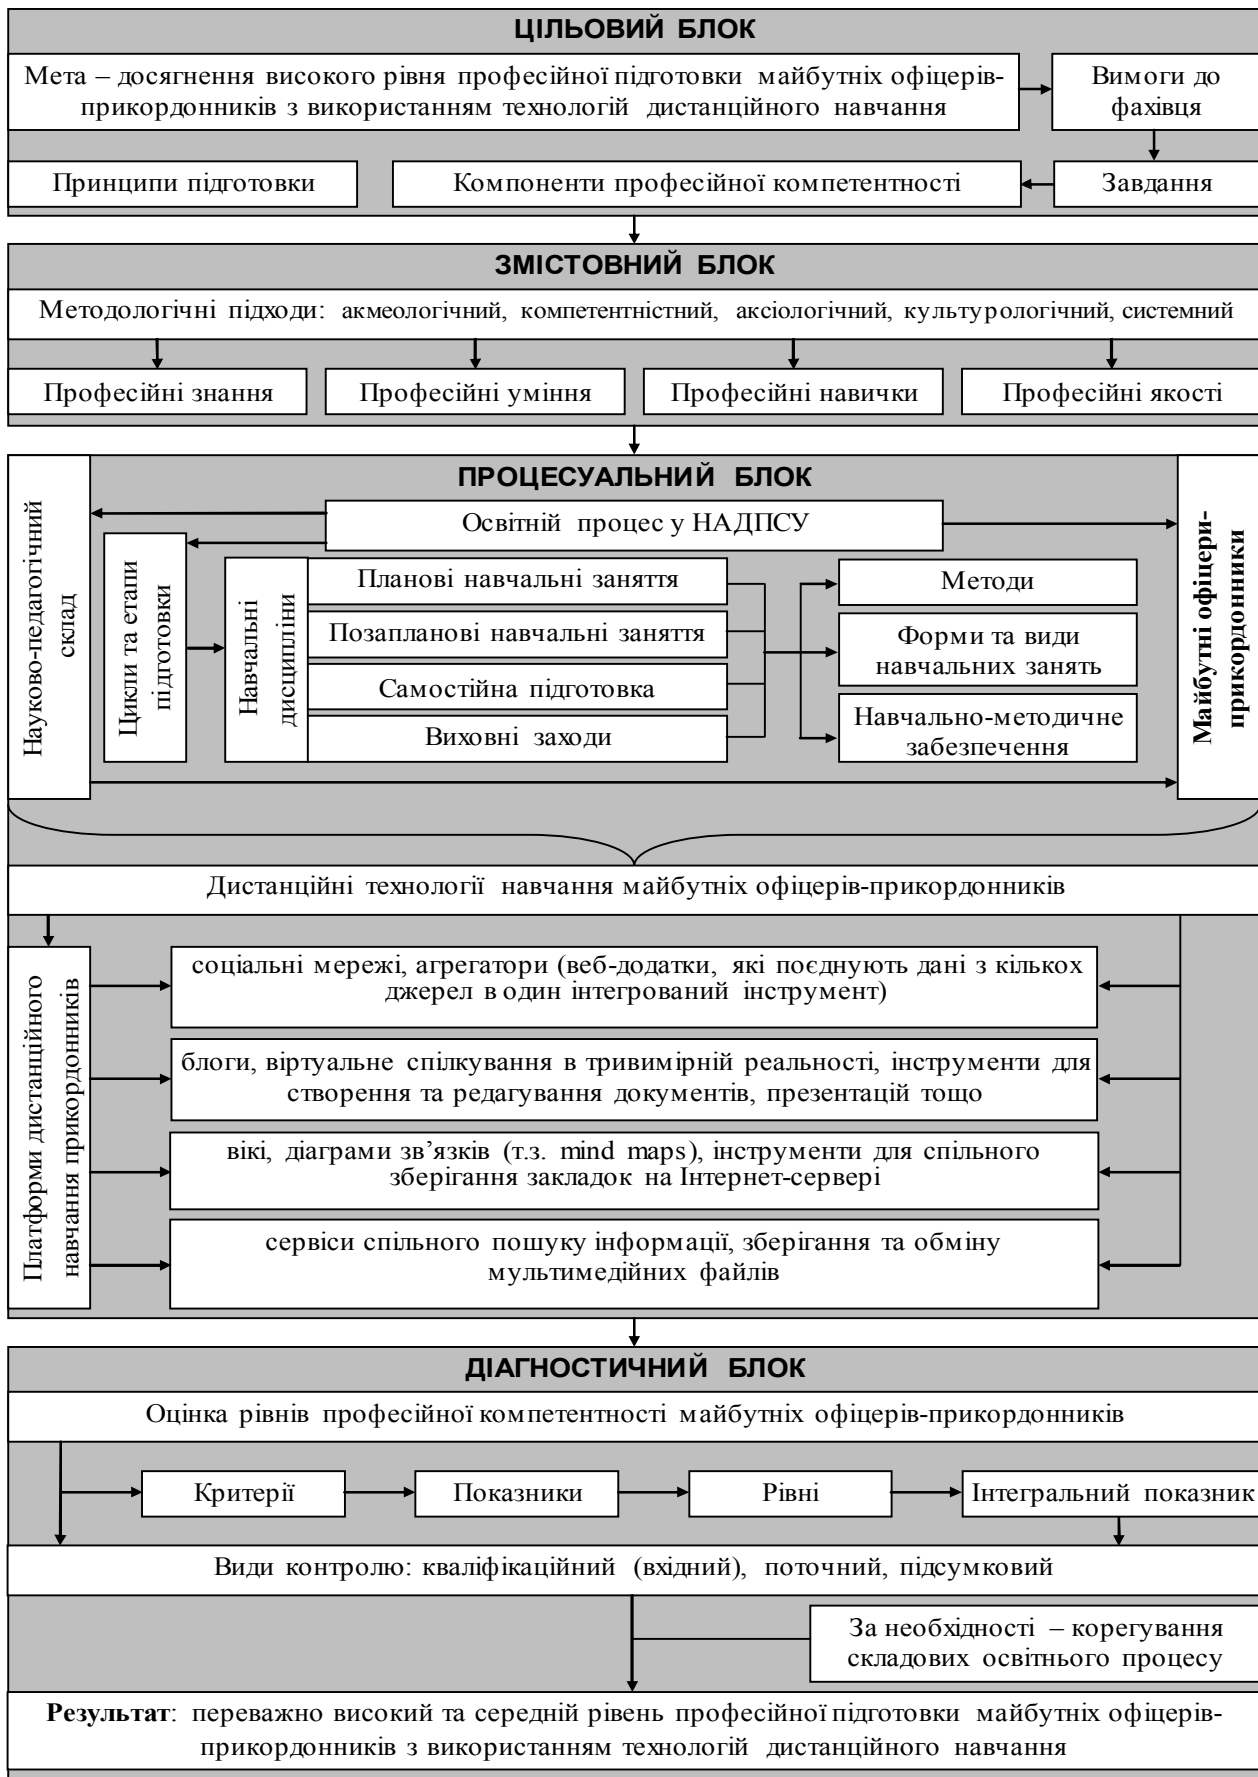 ЦІЛЬОВИЙ БЛОК
Мета – досягнення високого рівня професійної підготовки майбутніх офіцерів-
прикордонників з використанням технологій дистанційного навчання
Вимоги до
фахівця
Принципи підготовки
Компоненти професійної компетентності
Завдання
ЗМІСТОВНИЙ БЛОК
Методологічні підходи: акмеологічний, компетентністний, аксіологічний, культурологічний, системний
Професійні знання
Професійні уміння
Професійні навички
Професійні якості
ПРОЦЕСУАЛЬНИЙ БЛОК
Науково-педагогічний
склад
Освітній процес у НАДПСУ
Майбутні офіцери-
прикордонники
Цикли та етапи
підготовки
Навчальні
дисципліни
Планові навчальні заняття
Позапланові навчальні заняття
Самостійна підготовка
Виховні заходи
Методи
Форми та види
навчальних занять
Навчально-методичне
забезпечення
Дистанційні технології навчання майбутніх офіцерів-прикордонників
Платформи дистанційного
навчання прикордонників
соціальні мережі, агрегатори (веб-додатки, які поєднують дані з кількох
джерел в один інтегрований інструмент)
блоги, віртуальне спілкування в тривимірній реальності, інструменти для
створення та редагування документів, презентацій тощо
вікі, діаграми зв’язків (т.з. mind maps), інструменти для спільного
зберігання закладок на Інтернет-сервері
сервіси спільного пошуку інформації, зберігання та обміну
мультимедійних файлів
ДІАГНОСТИЧНИЙ БЛОК
Оцінка рівнів професійної компетентності майбутніх офіцерів-прикордонників
Критерії
Показники
Рівні
Інтегральний показник
Види контролю: кваліфікаційний (вхідний), поточний, підсумковий
За необхідності – корегування
складових освітнього процесу
Результат: переважно високий та середній рівень професійної підготовки майбутніх офіцерів-
прикордонників з використанням технологій дистанційного навчання